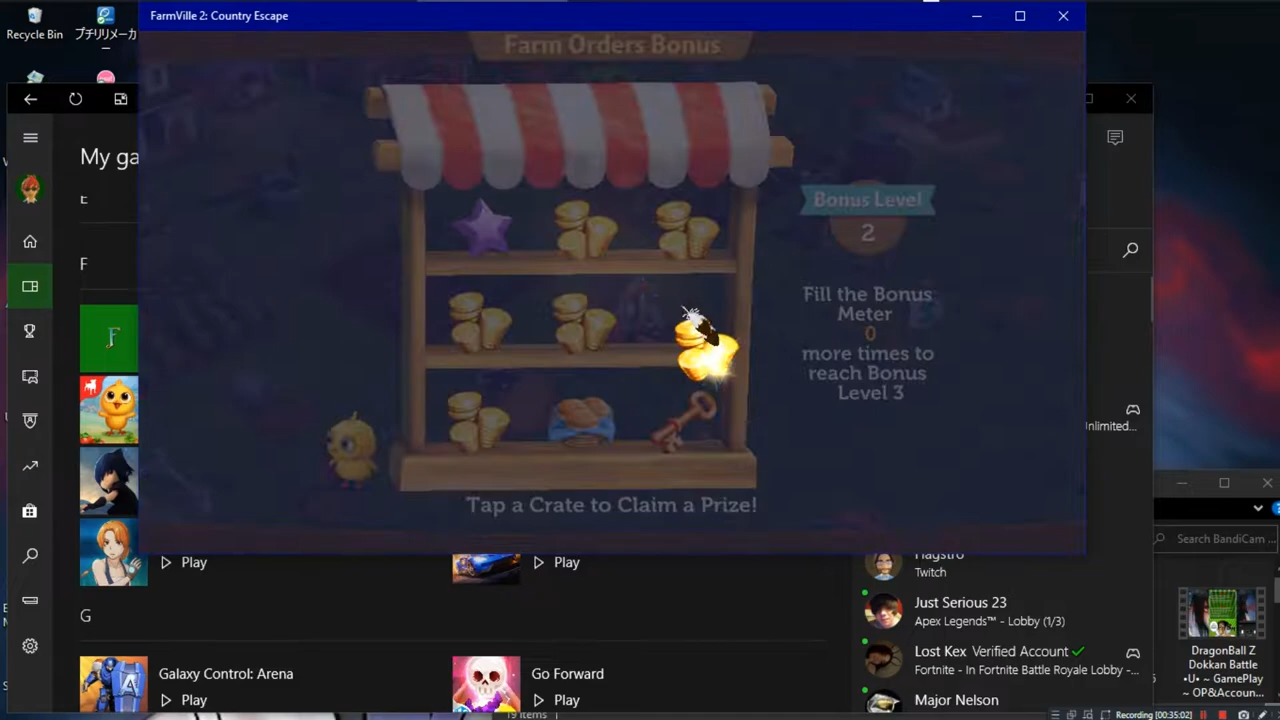 Recycle Bin
プチリリメーカ
FarmVille 2: Country Escape
Farm Orders Bonus
My ga
E
F
G
Bonus Level
2
Fill the Bonus
Meter
0
more times to
reach Bonus
Level 3
Tap a Crate to Claim a Prize!
Play
Play
Galaxy Control: Arena
Play
Go Forward
Play
Unlimited...
Twitch
Just Serious 23
Apex Legends™ - Lobby (1/3)
Lost Kex Verified Account
Fortnite - In Fortnite Battle Royale Lobby -...
Major Nelson
Search BandiCam ...
DragonBall Z
Dokkan Battle
•U• ~ GamePlay
~ OP&Accoun...
19 items
Recording [00:35:02]